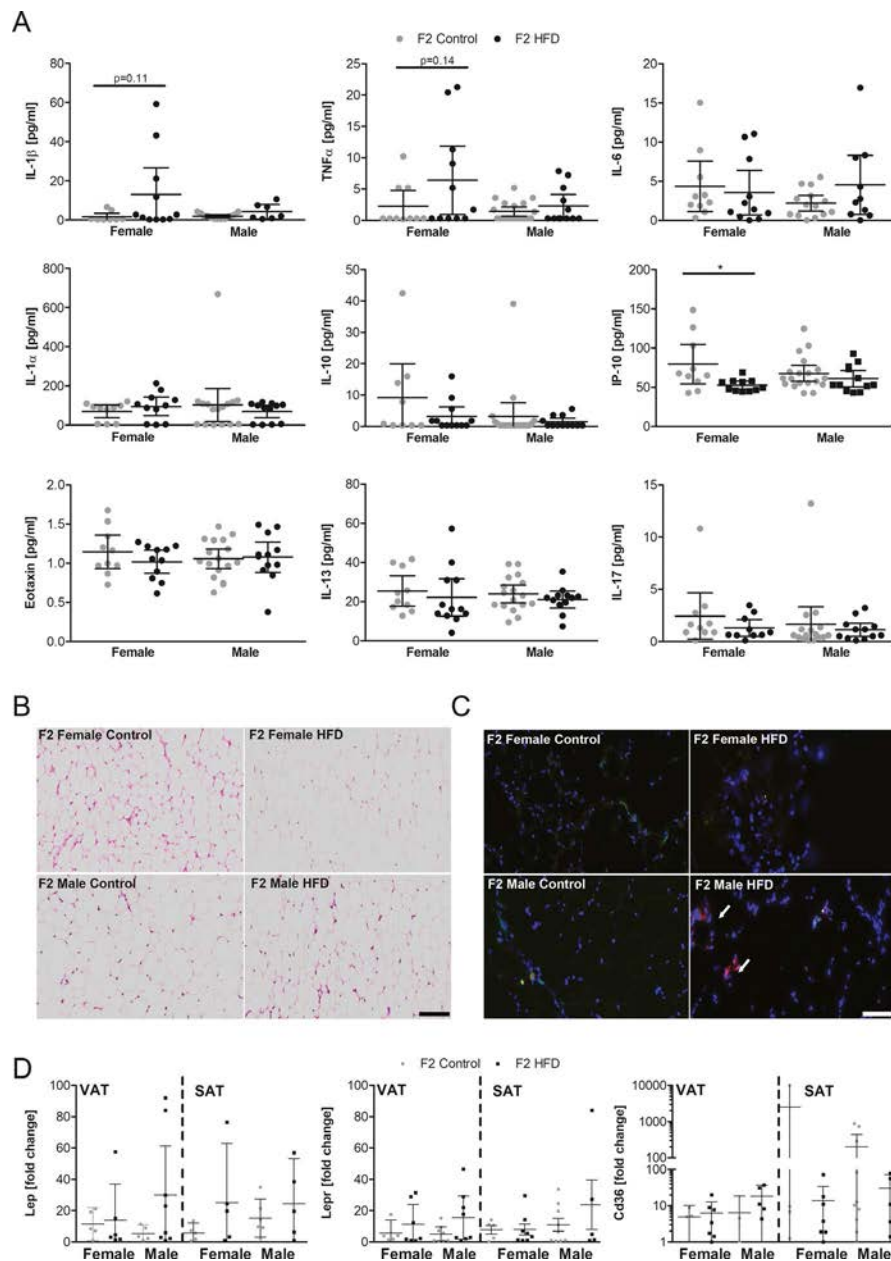 A
F2 Control F2 HFD
IL-1β [pg/ml]
80
60
40
20
0
p=0.11
Female Male
TNFα [pg/ml]
25
20
15
10
5
0
p=0.14
Female Male
IL-6 [pg/ml]
20
15
10
5
0
Female Male
IL-1α [pg/ml]
800
600
400
200
0
Female Male
IL-10 [pg/ml]
50
40
30
20
10
0
Female Male
IP-10 [pg/ml]
200
150
100
50
0
*
Female Male
Eotaxin [pg/ml]
2.0
1.5
1.0
0.5
0.0
Female Male
IL-13 [pg/ml]
80
60
40
20
0
Female Male
IL-17 [pg/ml]
15
10
5
0
Female Male
B
F2 Female Control F2 Female HFD
F2 Male Control F2 Male HFD
C
F2 Female Control F2 Female HFD
F2 Male Control F2 Male HFD
D
F2 Control F2 HFD
Lep [fold change]
100
80
60
40
20
0
VAT SAT
Female Male Female Male
Lepr [fold change]
100
80
60
40
20
0
VAT SAT
Female Male Female Male
Cd36 [fold change]
10000
1000
100
10
1
VAT SAT
Female Male Female Male